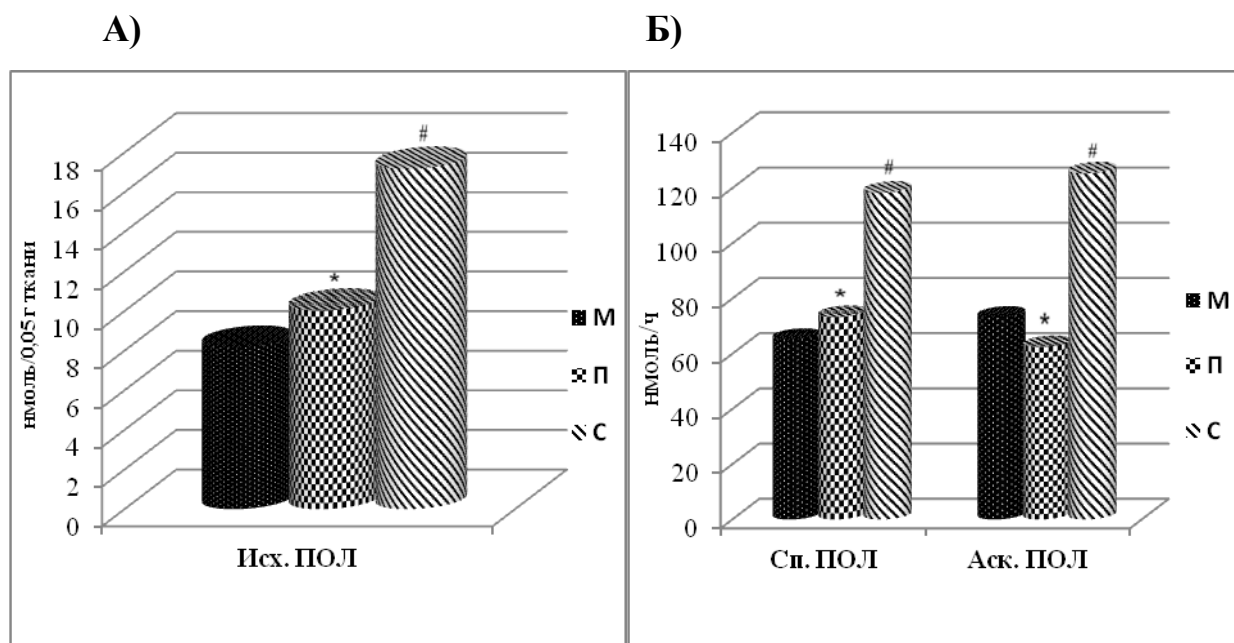 А)
Б)
нмоль/0,05 г ткани
18
16
14
12
10
8
6
4
2
0
*
#
Исх. ПОЛ
М
П
С
нмоль/ч
140
120
100
80
60
40
20
0
*
#
*
#
Сп. ПОЛ
Аск. ПОЛ
М
П
С